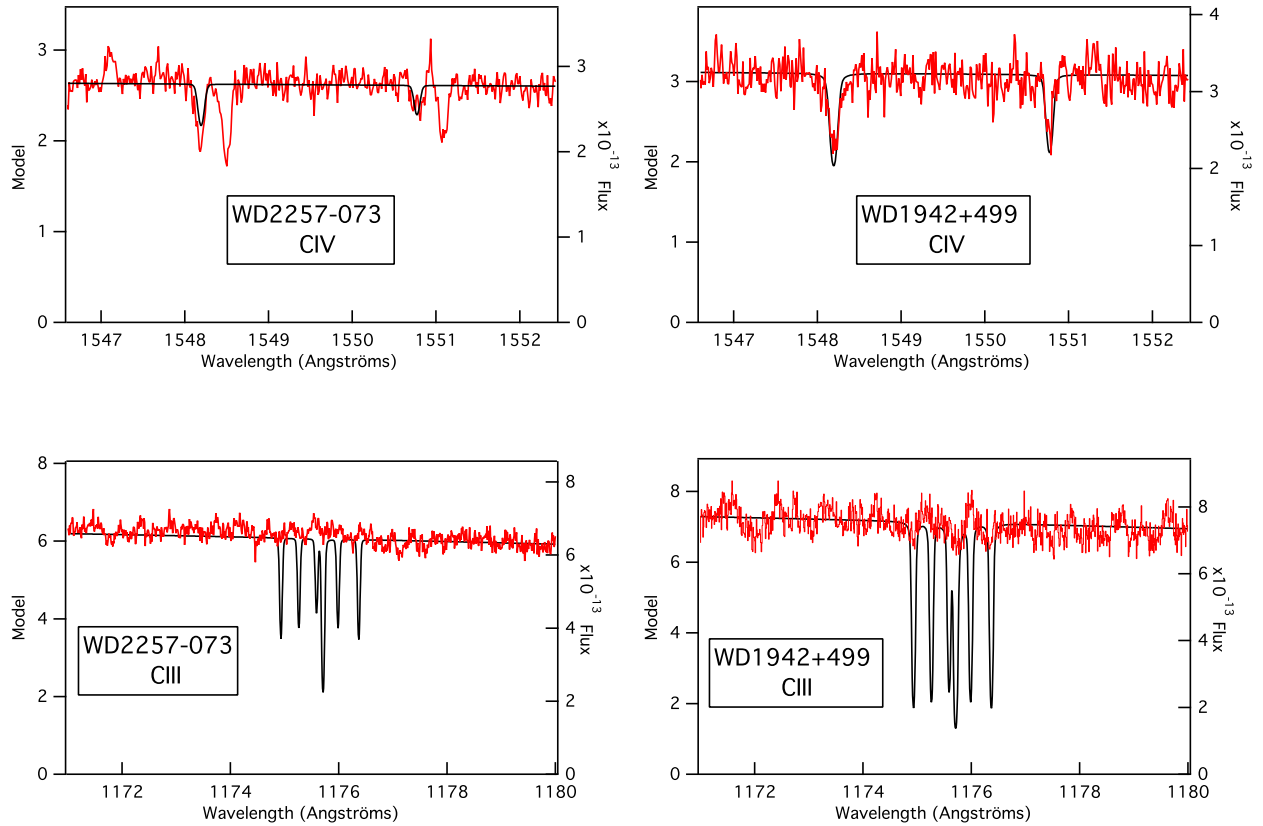 3
2
1
0
Model
3
2
1
0
x10-13 Flux
WD2257-073
CIV
1547 1548 1549 1550 1551 1552
Wavelength (Angströms)
3
2
1
0
Model
4
3
2
1
0
x10-13 Flux
WD1942+499
CIV
1547 1548 1549 1550 1551 1552
Wavelength (Angströms)
8
6
4
2
0
Model
8
6
4
2
0
x10-13 Flux
WD2257-073
CIII
1172 1174 1176 1178 1180
Wavelength (Angströms)
8
6
4
2
0
Model
8
6
4
2
0
x10-13 Flux
WD1942+499
CIII
1172 1174 1176 1178 1180
Wavelength (Angströms)